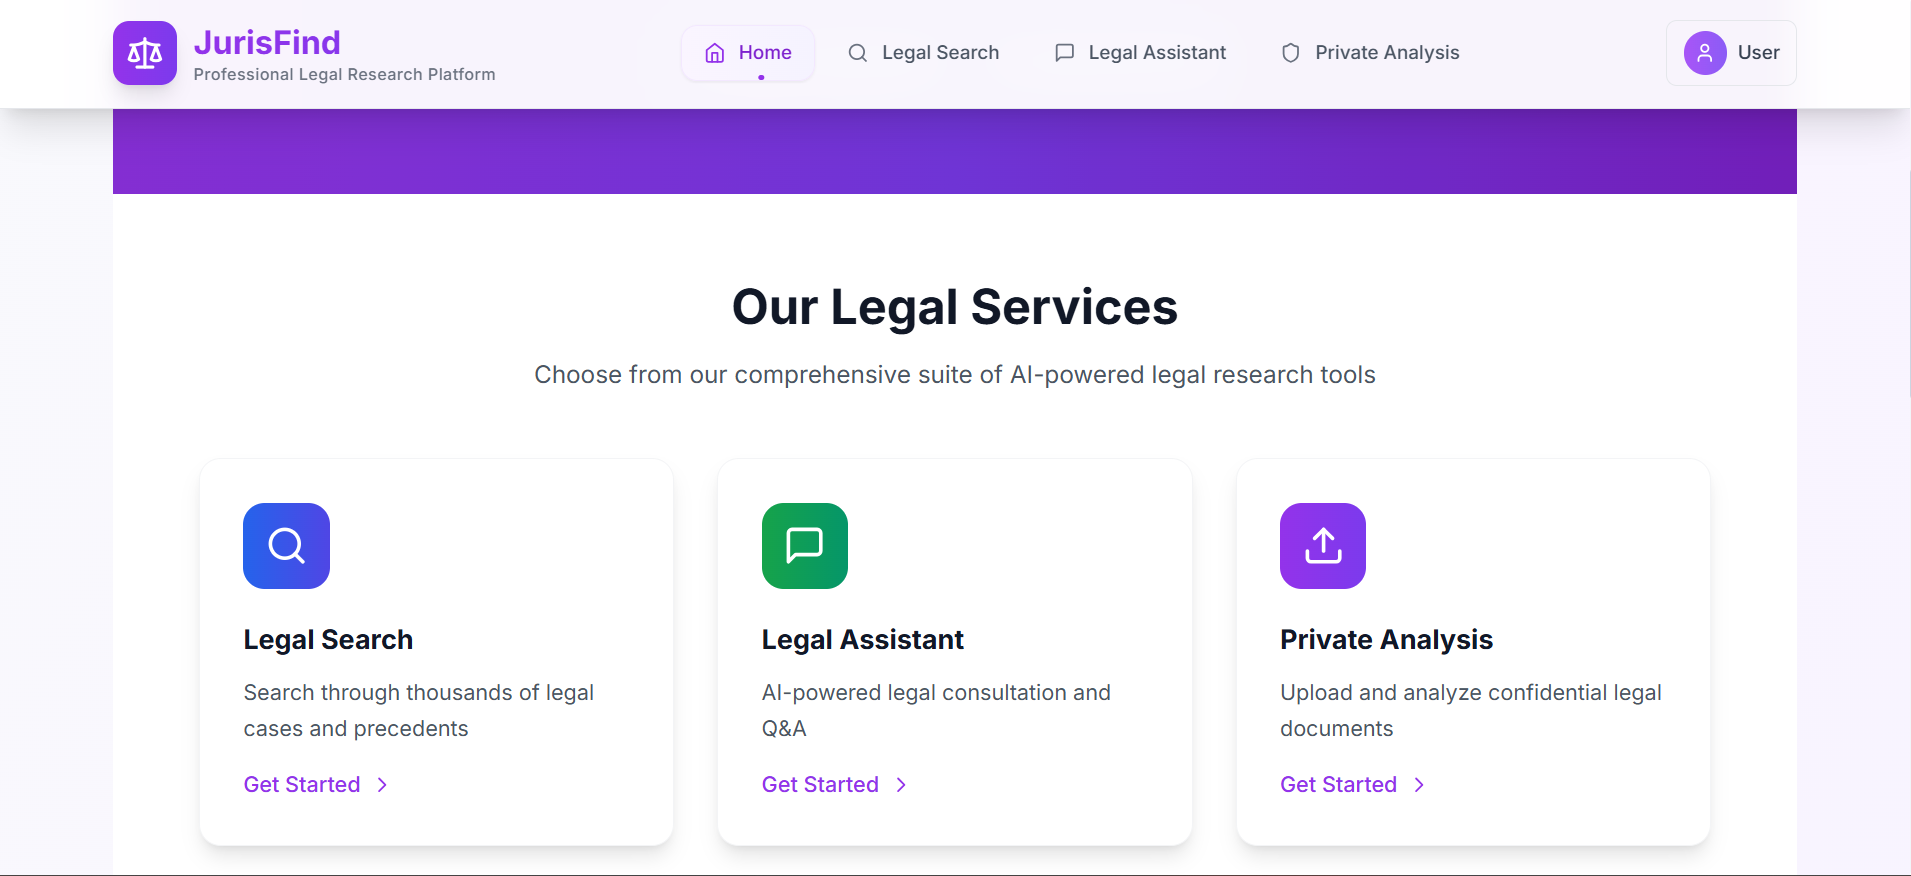 JurisFind
Professional Legal Research Platform
Home
Legal Search
Legal Assistant
Private Analysis
User
Our Legal Services
Choose from our comprehensive suite of AI-powered legal research tools
Legal Search
Search through thousands of legal
cases and precedents
Get Started
Legal Assistant
AI-powered legal consultation and
Q&A
Get Started
Private Analysis
Upload and analyze confidential legal
documents
Get Started